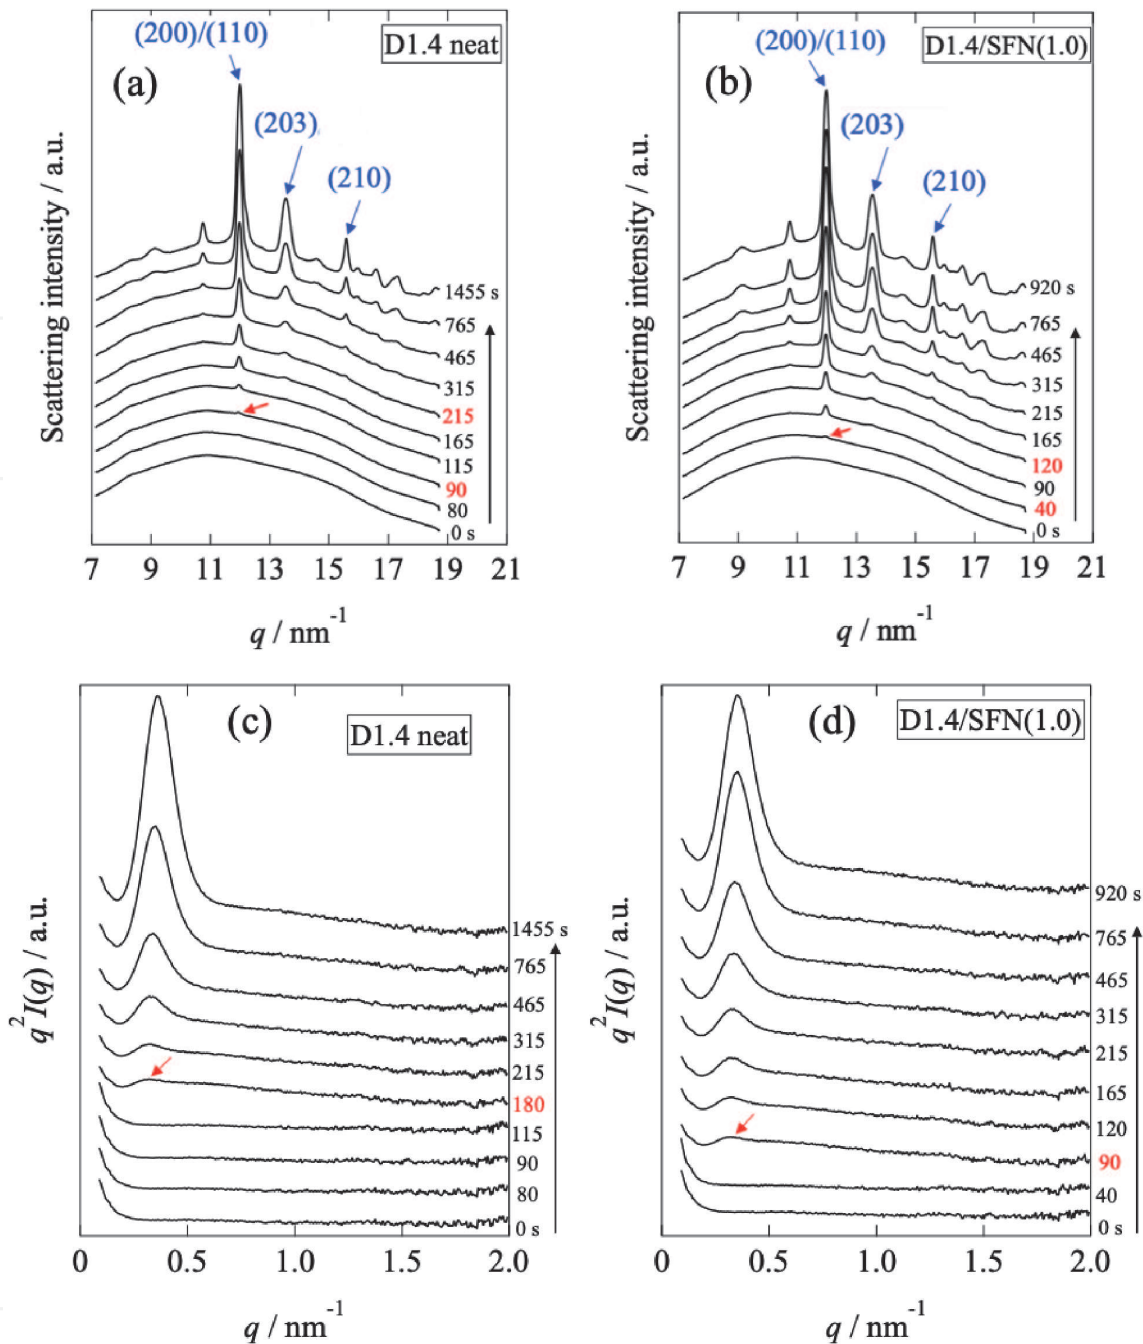 (200)/(110)
D1.4 neat
(a)
(203)
(210)
Scattering intensity / a.u.
1455 s
765
465
315
215
165
115
90
80
0 s
7 9 11 13 15 17 19 21
q / nm-1
(200)/(110)
D1.4/SFN(1.0)
(b)
(203)
(210)
Scattering intensity / a.u.
920 s
765
465
315
215
165
120
90
40
0 s
7 9 11 13 15 17 19 21
q / nm-1
(c)
D1.4 neat
q2I(q) / a.u.
1455 s
765
465
315
215
180
115
90
80
0 s
0 0.5 1.0 1.5 2.0
q / nm-1
(d)
D1.4/SFN(1.0)
q2I(q) / a.u.
920 s
765
465
315
215
165
120
90
40
0 s
0 0.5 1.0 1.5 2.0
q / nm-1